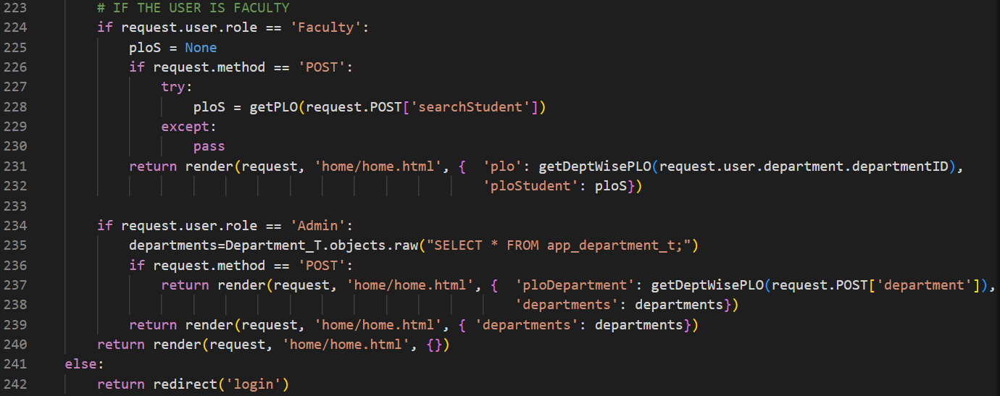 223 # IF THE USER IS FACULTY
224 if request.user.role == 'Faculty':
225 ploS = None
226 if request.method == 'POST':
227 try:
228 ploS = getPLO(request.POST['searchStudent'])
229 except:
230 pass
231 return render(request, 'home/home.html', {  'plo': getDeptWisePLO(request.user.department.departmentID),
232 'ploStudent': ploS})
233
234 if request.user.role == 'Admin':
235 departments=Department_T.objects.raw("SELECT * FROM app_department_t;")
236 if request.method == 'POST':
237 return render(request, 'home/home.html', {  'ploDepartment': getDeptWisePLO(request.POST['department']),
238 'departments': departments})
239 return render(request, 'home/home.html', { 'departments': departments})
240 return render(request, 'home/home.html', {})
241 else:
242 return redirect('login')